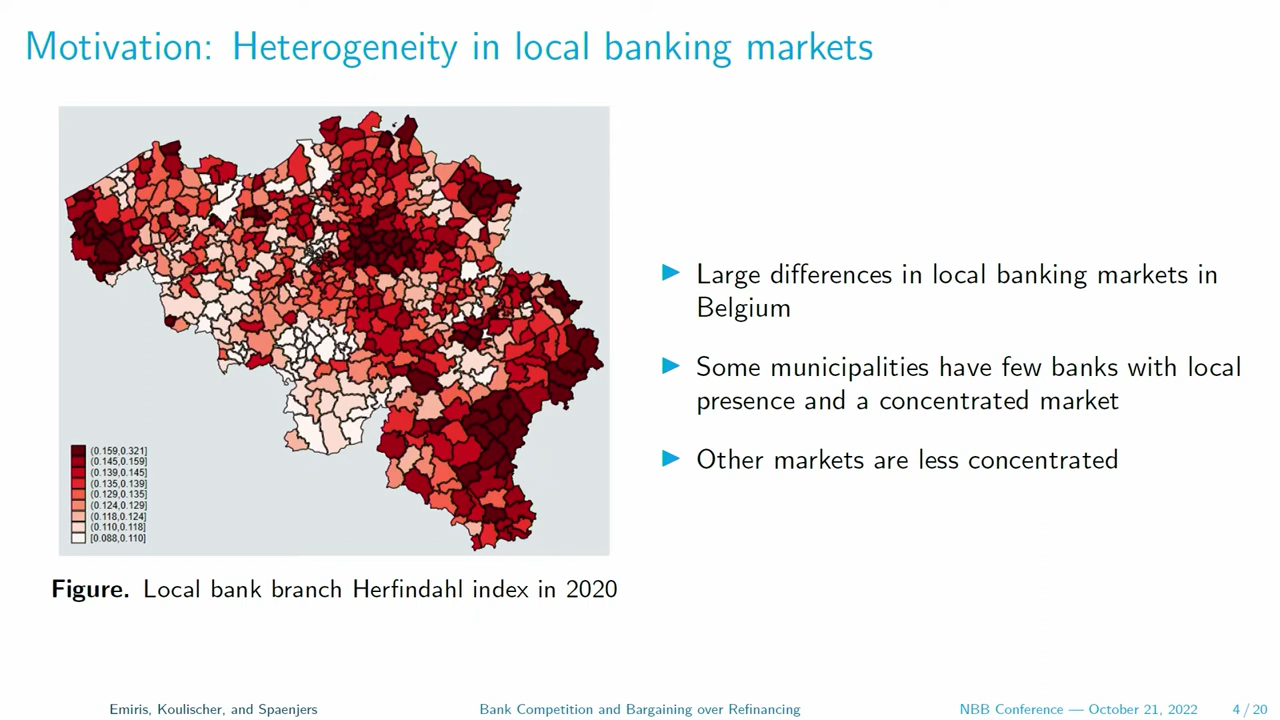 Motivation: Heterogeneity in local banking markets
(0.159,0.321]
(0.145,0.159]
(0.139,0.145]
(0.135,0.139]
(0.129,0.135]
(0.124,0.129]
(0.118,0.124]
(0.110,0.118]
[0.088,0.110]
Figure. Local bank branch Herfindahl index in 2020
▶ Large differences in local banking markets in
Belgium
▶ Some municipalities have few banks with local
presence and a concentrated market
▶ Other markets are less concentrated
Emiris, Koulischer, and Spaenjers
Bank Competition and Bargaining over Refinancing
NBB Conference — October 21, 2022
4 / 20